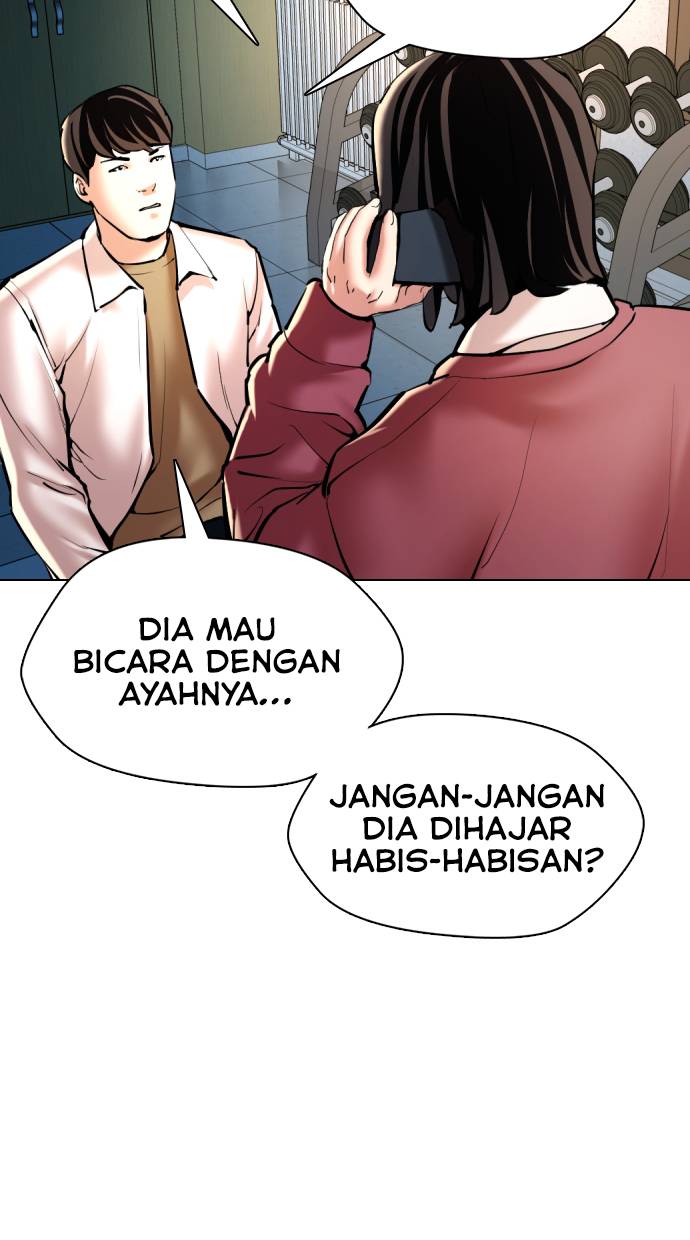 DIA MAU
BICARA DENGAN
AYAHNYA...
JANGAN-JANGAN
DIA DIHAJAR
HABIS-HABISAN?